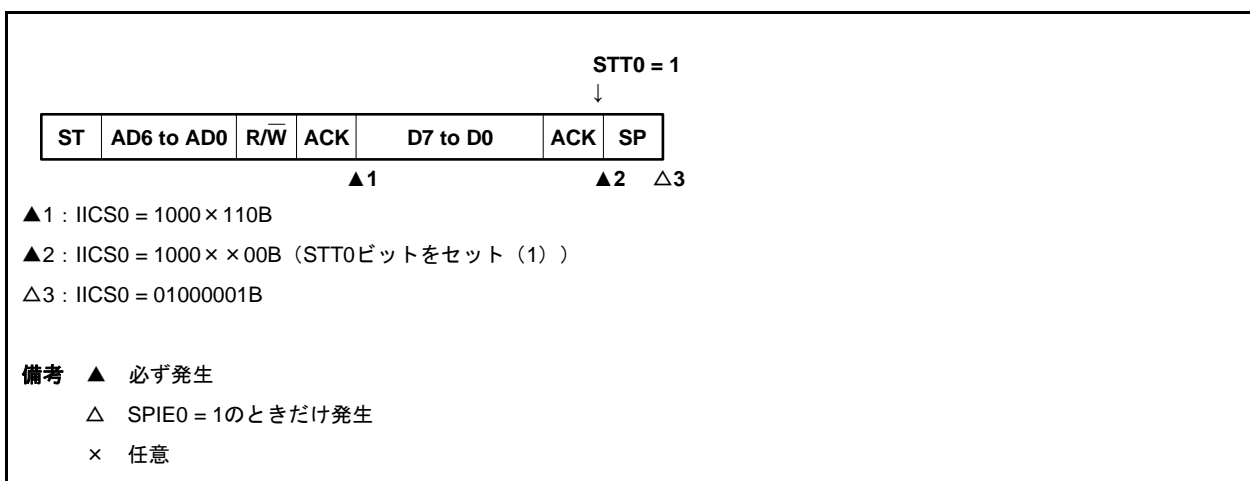 STT0 = 1
↓
ST AD6 to AD0 R/W̅ ACK D7 to D0 ACK SP
▲1 ▲2 △3
▲1：IICS0 = 1000×110B
▲2：IICS0 = 1000××00B（STT0ビットをセット（1））
△3：IICS0 = 01000001B
備考 ▲ 必ず発生
△ SPIE0 = 1のときだけ発生
× 任意